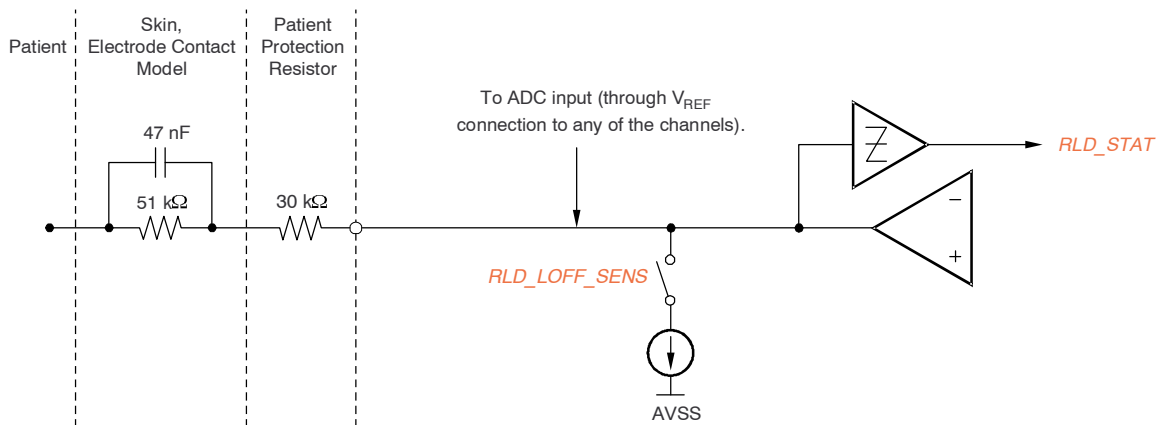 Patient
Skin,
Electrode Contact
Model
Patient
Protection
Resistor
47 nF
51 kΩ
30 kΩ
To ADC input (through VREF
connection to any of the channels).
RLD_STAT
−
+
RLD_LOFF_SENS
AVSS